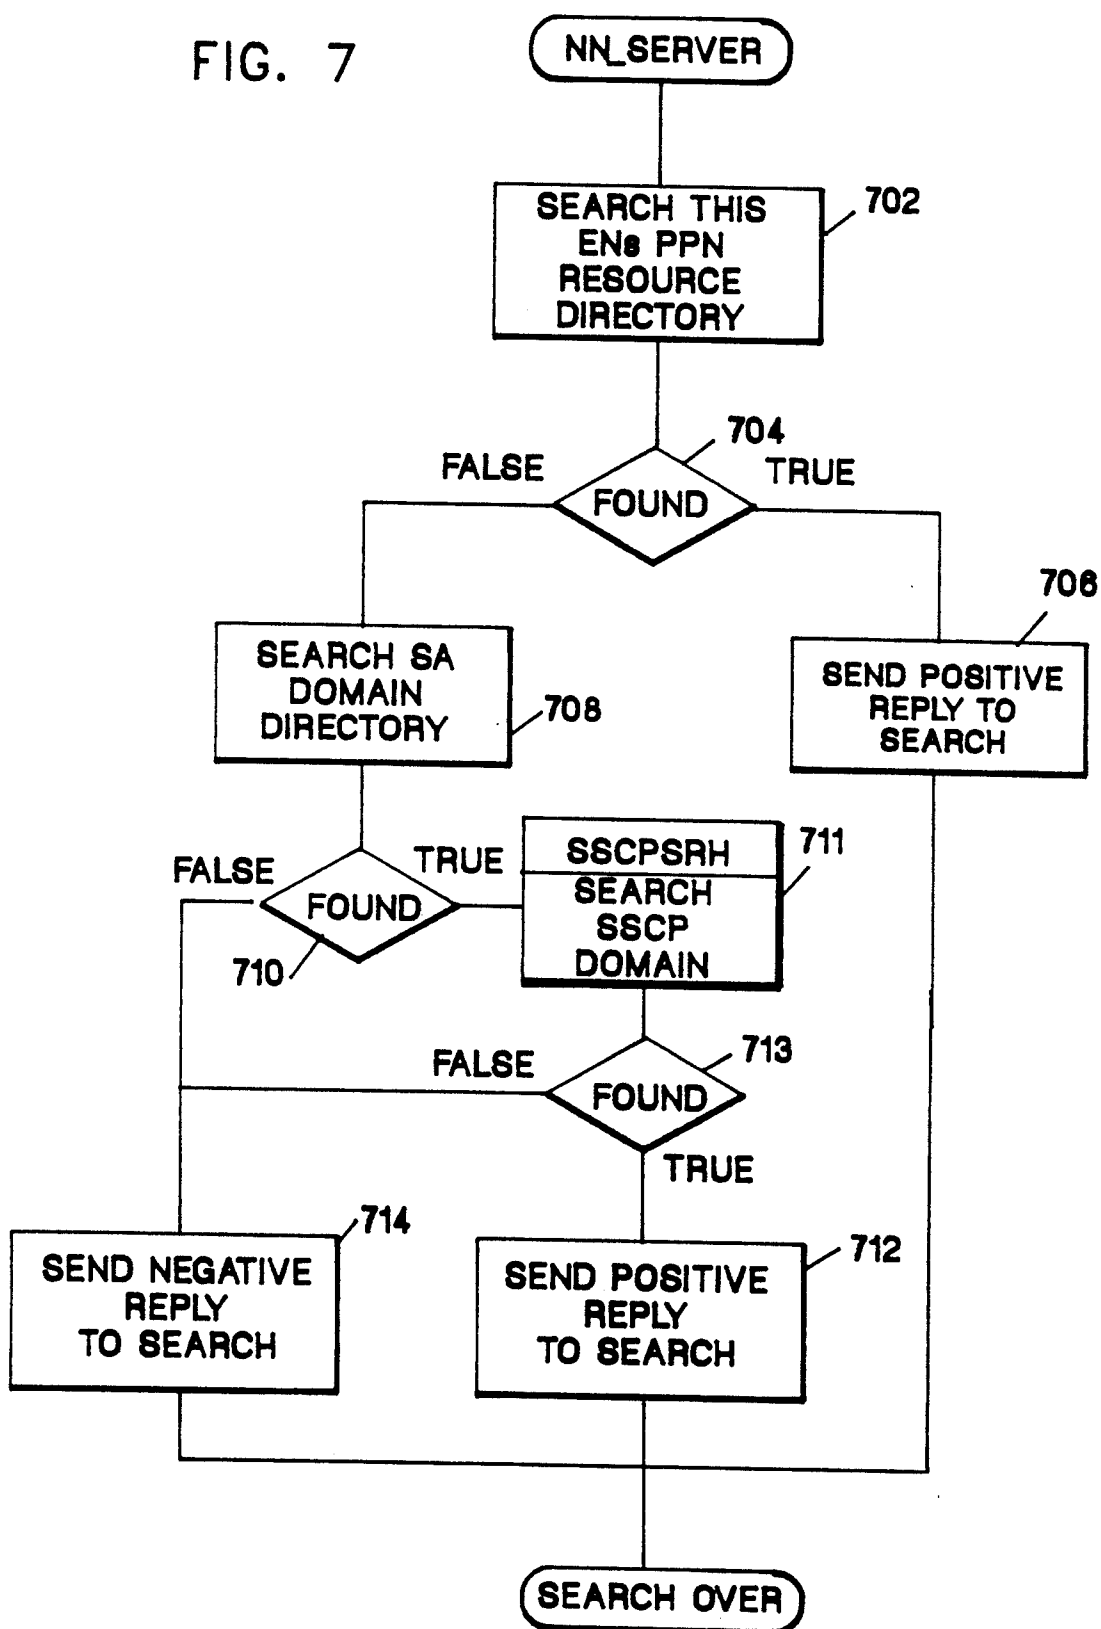 FIG. 7
NN_SERVER
SEARCH THIS
ENs PPN
RESOURCE
DIRECTORY
702
704
FALSE
TRUE
FOUND
706
SEARCH SA
DOMAIN
DIRECTORY
708
SEND POSITIVE
REPLY TO
SEARCH
FALSE
TRUE
FOUND
710
SSCPSRH
SEARCH
SSCP
DOMAIN
711
FALSE
713
FOUND
TRUE
714
SEND NEGATIVE
REPLY
TO SEARCH
712
SEND POSITIVE
REPLY
TO SEARCH
SEARCH OVER